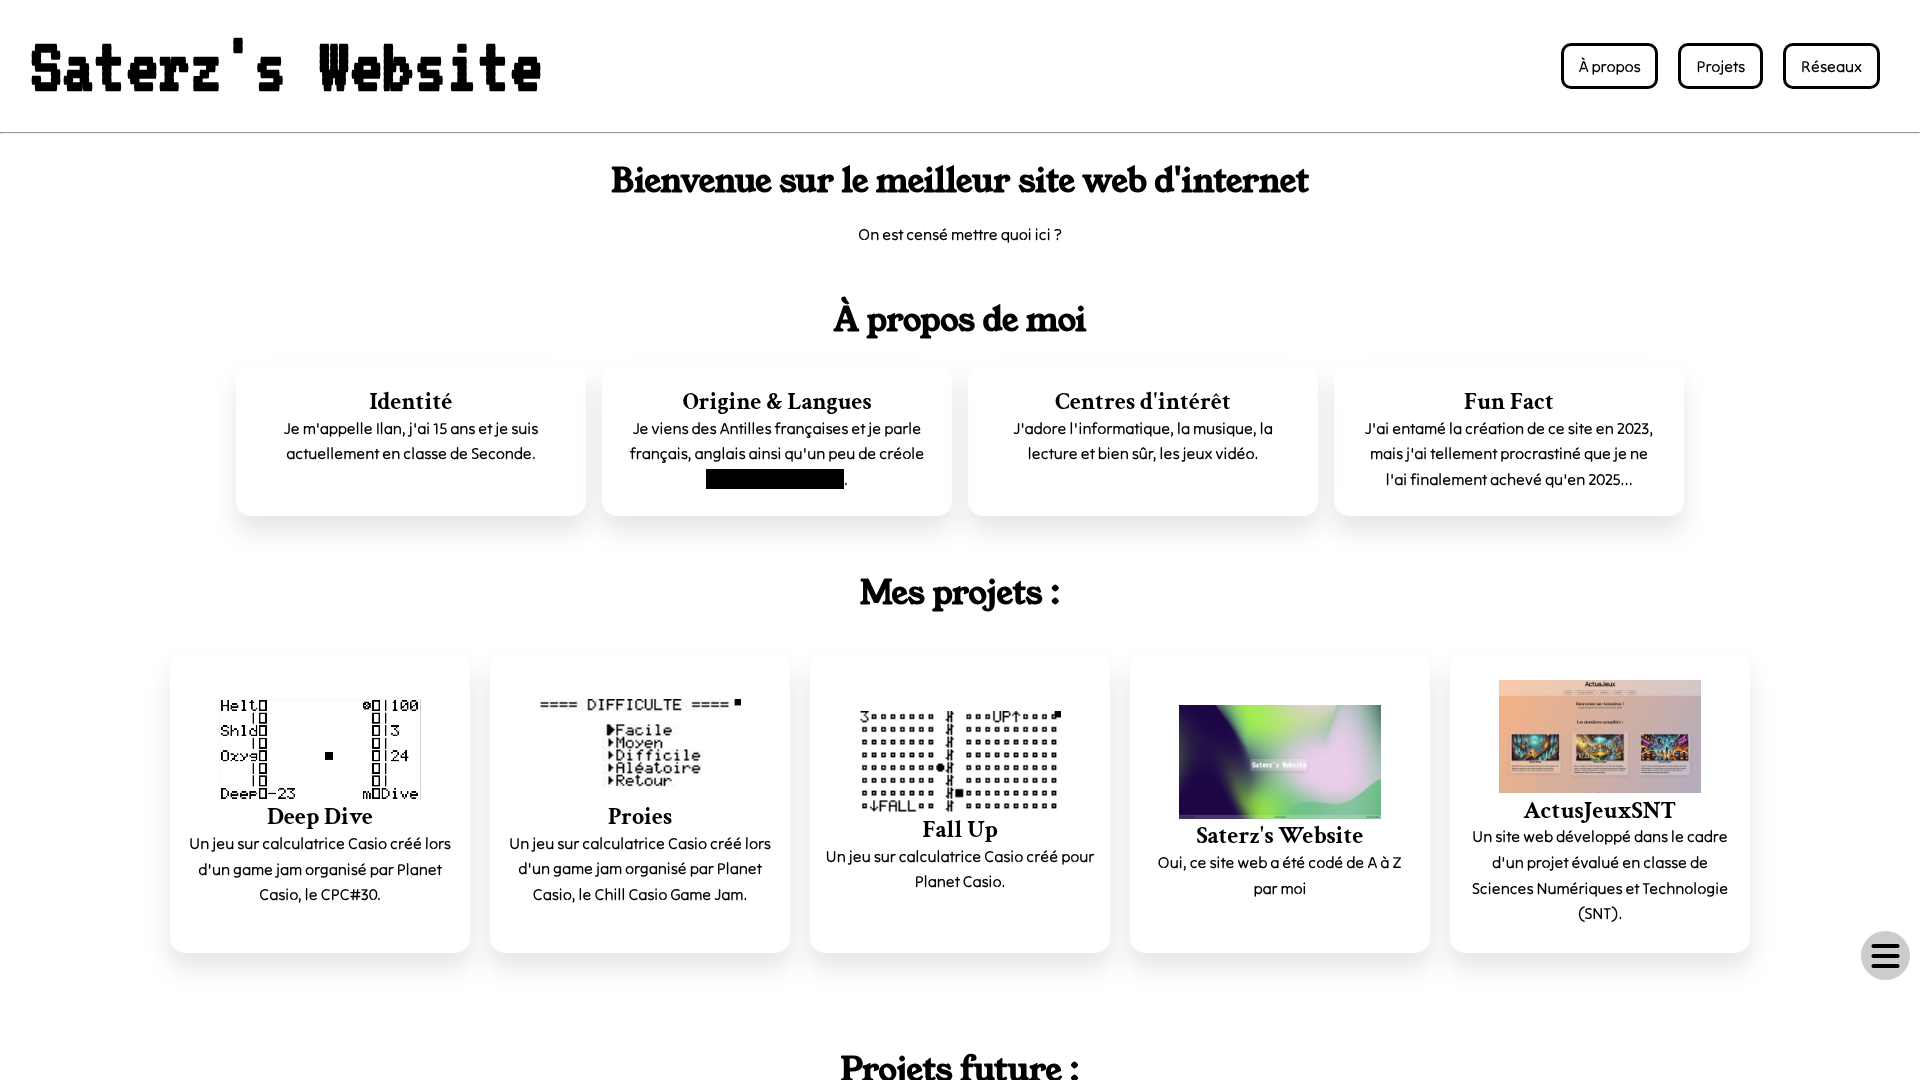 Saterz's Website
À propos
Projets
Réseaux
Bienvenue sur le meilleur site web d'internet
On est censé mettre quoi ici ?
À propos de moi
Identité
Je m'appelle Ilan, j'ai 15 ans et je suis
actuellement en classe de Seconde.
Origine & Langues
Je viens des Antilles françaises et je parle
français, anglais ainsi qu'un peu de créole
.
Centres d'intérêt
J'adore l'informatique, la musique, la
lecture et bien sûr, les jeux vidéo.
Fun Fact
J'ai entamé la création de ce site en 2023,
mais j'ai tellement procrastiné que je ne
l'ai finalement achevé qu'en 2025...
Mes projets :
Helt |100
Shld |3
Oxyg |24
Deep -23 m Dive
Deep Dive
Un jeu sur calculatrice Casio créé lors
d'un game jam organisé par Planet
Casio, le CPC#30.
==== DIFFICULTE ====
Facile
Moyen
Difficile
Aléatoire
Retour
Proies
Un jeu sur calculatrice Casio créé lors
d'un game jam organisé par Planet
Casio, le Chill Casio Game Jam.
3 UP↑
↓FALL
Fall Up
Un jeu sur calculatrice Casio créé pour
Planet Casio.
Saterz's Website
Saterz's Website
Oui, ce site web a été codé de A à Z
par moi
ActusJeux
Bienvenue sur ActusJeux !
Les dernières actualités :
ActusJeuxSNT
Un site web développé dans le cadre
d'un projet évalué en classe de
Sciences Numériques et Technologie
(SNT).
Projets future :